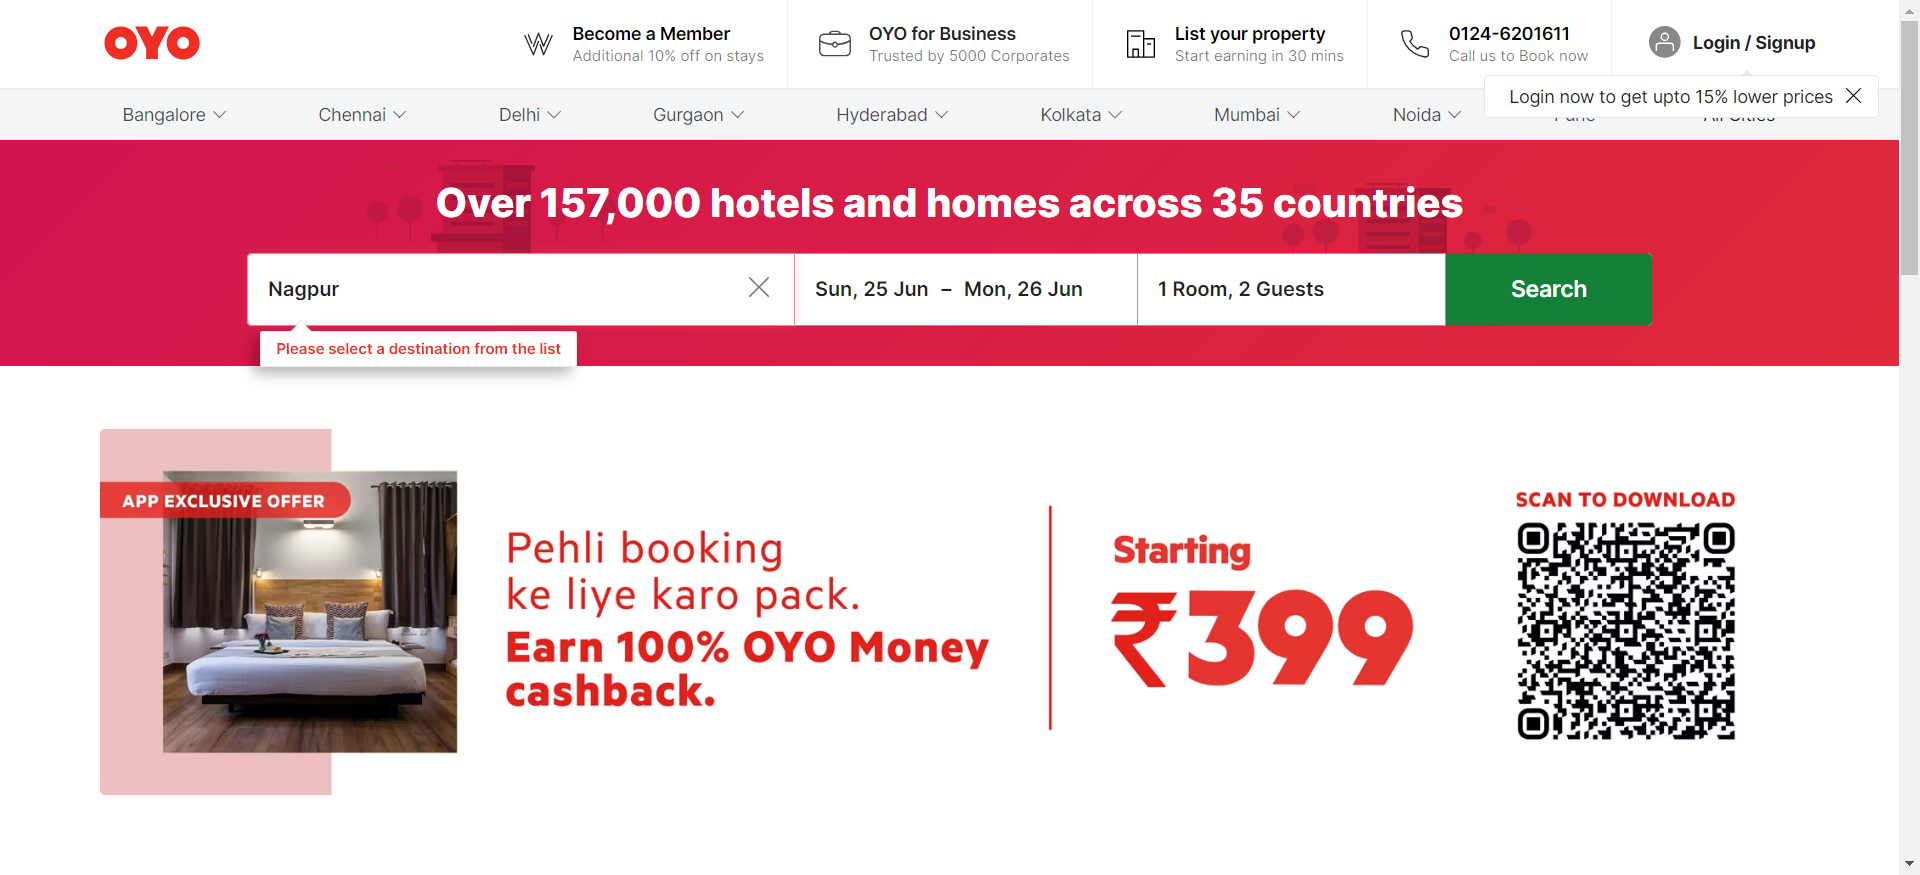 OYO
Become a Member
Additional 10% off on stays
OYO for Business
Trusted by 5000 Corporates
List your property
Start earning in 30 mins
0124-6201611
Call us to Book now
Login / Signup
Login now to get upto 15% lower prices
Bangalore
Chennai
Delhi
Gurgaon
Hyderabad
Kolkata
Mumbai
Noida
Over 157,000 hotels and homes across 35 countries
Nagpur
Sun, 25 Jun – Mon, 26 Jun
1 Room, 2 Guests
Search
Please select a destination from the list
APP EXCLUSIVE OFFER
Pehli booking
ke liye karo pack.
Earn 100% OYO Money
cashback.
Starting
₹399
SCAN TO DOWNLOAD